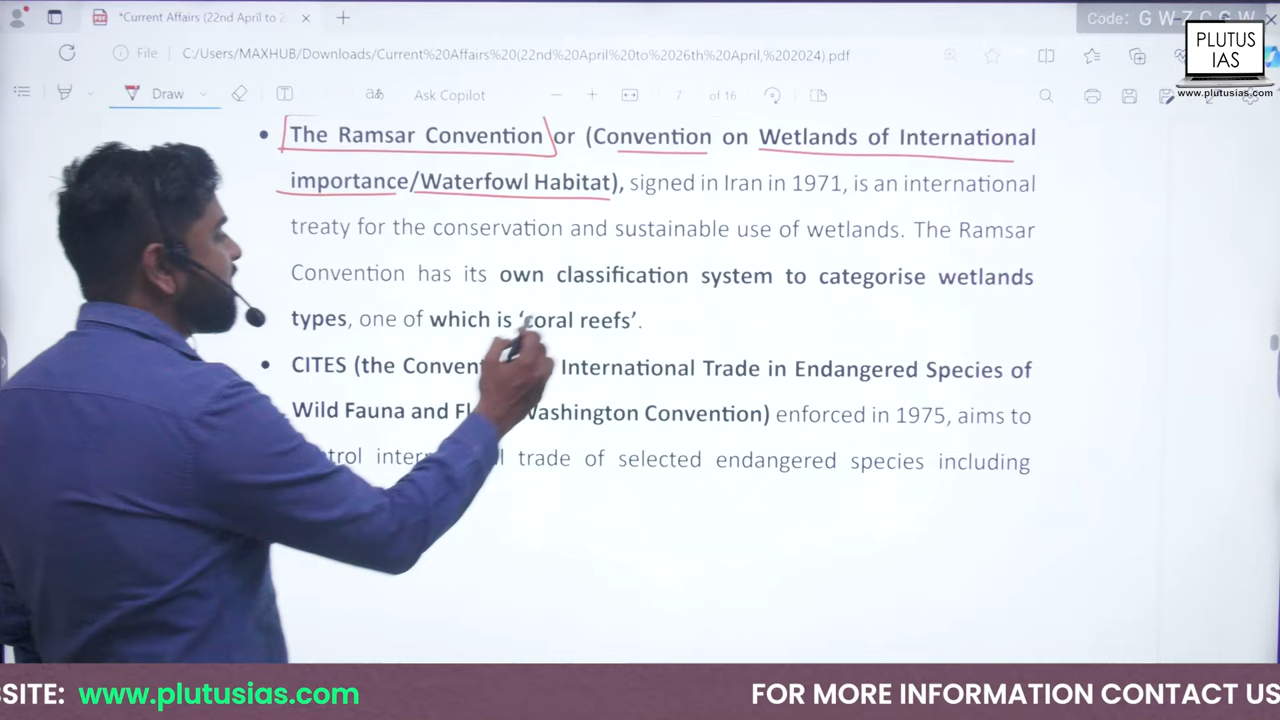 *Current Affairs (22nd April to 2
Code: G W Z C G W
File C:/Users/MAXHUB/Downloads/Current%20Affairs%20(22nd%20April%20to%2026th%20April,%202024).pdf
PLUTUS
IAS
www.plutusias.com
Draw Ask Copilot 7 of 16
• The Ramsar Convention or (Convention on Wetlands of International
importance/Waterfowl Habitat), signed in Iran in 1971, is an international
treaty for the conservation and sustainable use of wetlands. The Ramsar
Convention has its own classification system to categorise wetlands
types, one of which is ‘coral reefs’.
• CITES (the International Trade in Endangered Species of
Wild Fauna and Washington Convention) enforced in 1975, aims to
trade of selected endangered species including
SITE: www.plutusias.com FOR MORE INFORMATION CONTACT US